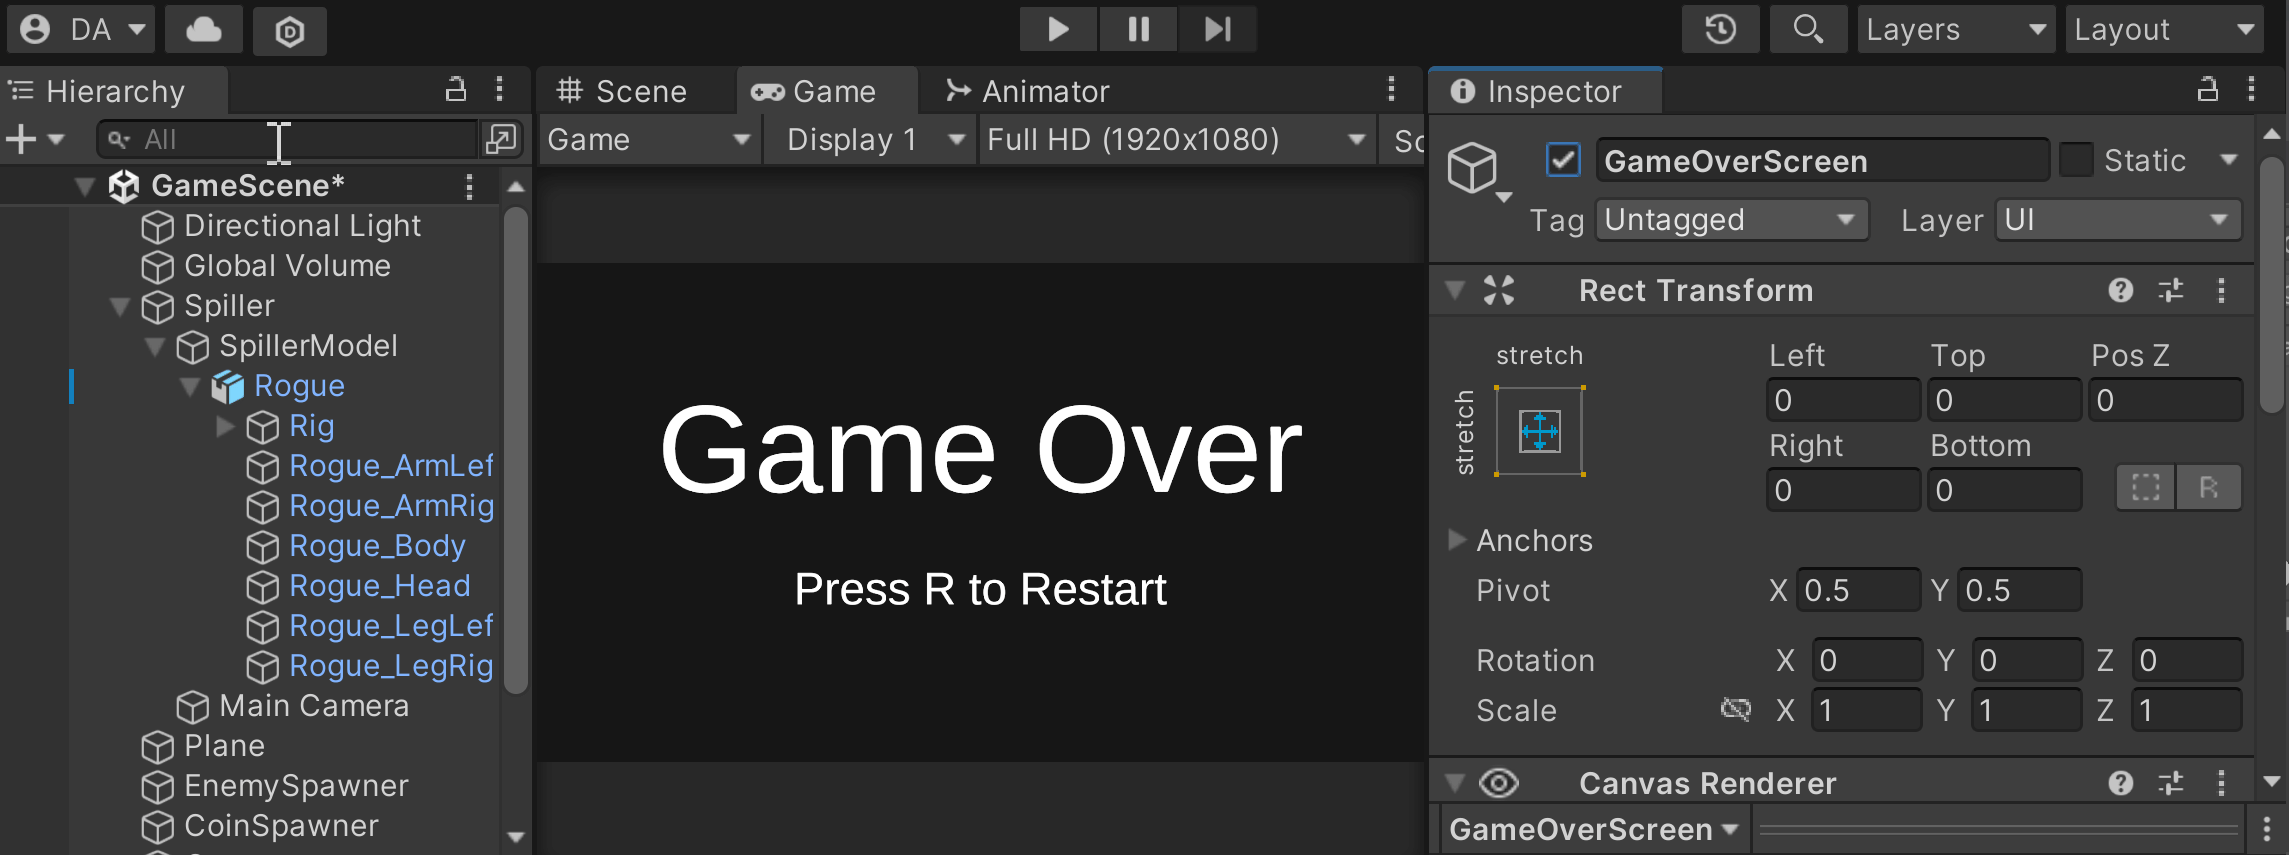 DA
Layers
Layout
Hierarchy
All
GameScene*
Directional Light
Global Volume
Spiller
SpillerModel
Rogue
Rig
Rogue_ArmLef
Rogue_ArmRig
Rogue_Body
Rogue_Head
Rogue_LegLef
Rogue_LegRig
Main Camera
Plane
EnemySpawner
CoinSpawner
Scene
Game
Animator
Game
Display 1
Full HD (1920x1080)
Sc
Game Over
Press R to Restart
Inspector
GameOverScreen
Static
Tag
Untagged
Layer
UI
Rect Transform
stretch
stretch
Left Top Pos Z
0 0 0
Right Bottom
0 0
R
Anchors
Pivot X 0.5 Y 0.5
Rotation X 0 Y 0 Z 0
Scale X 1 Y 1 Z 1
Canvas Renderer
GameOverScreen